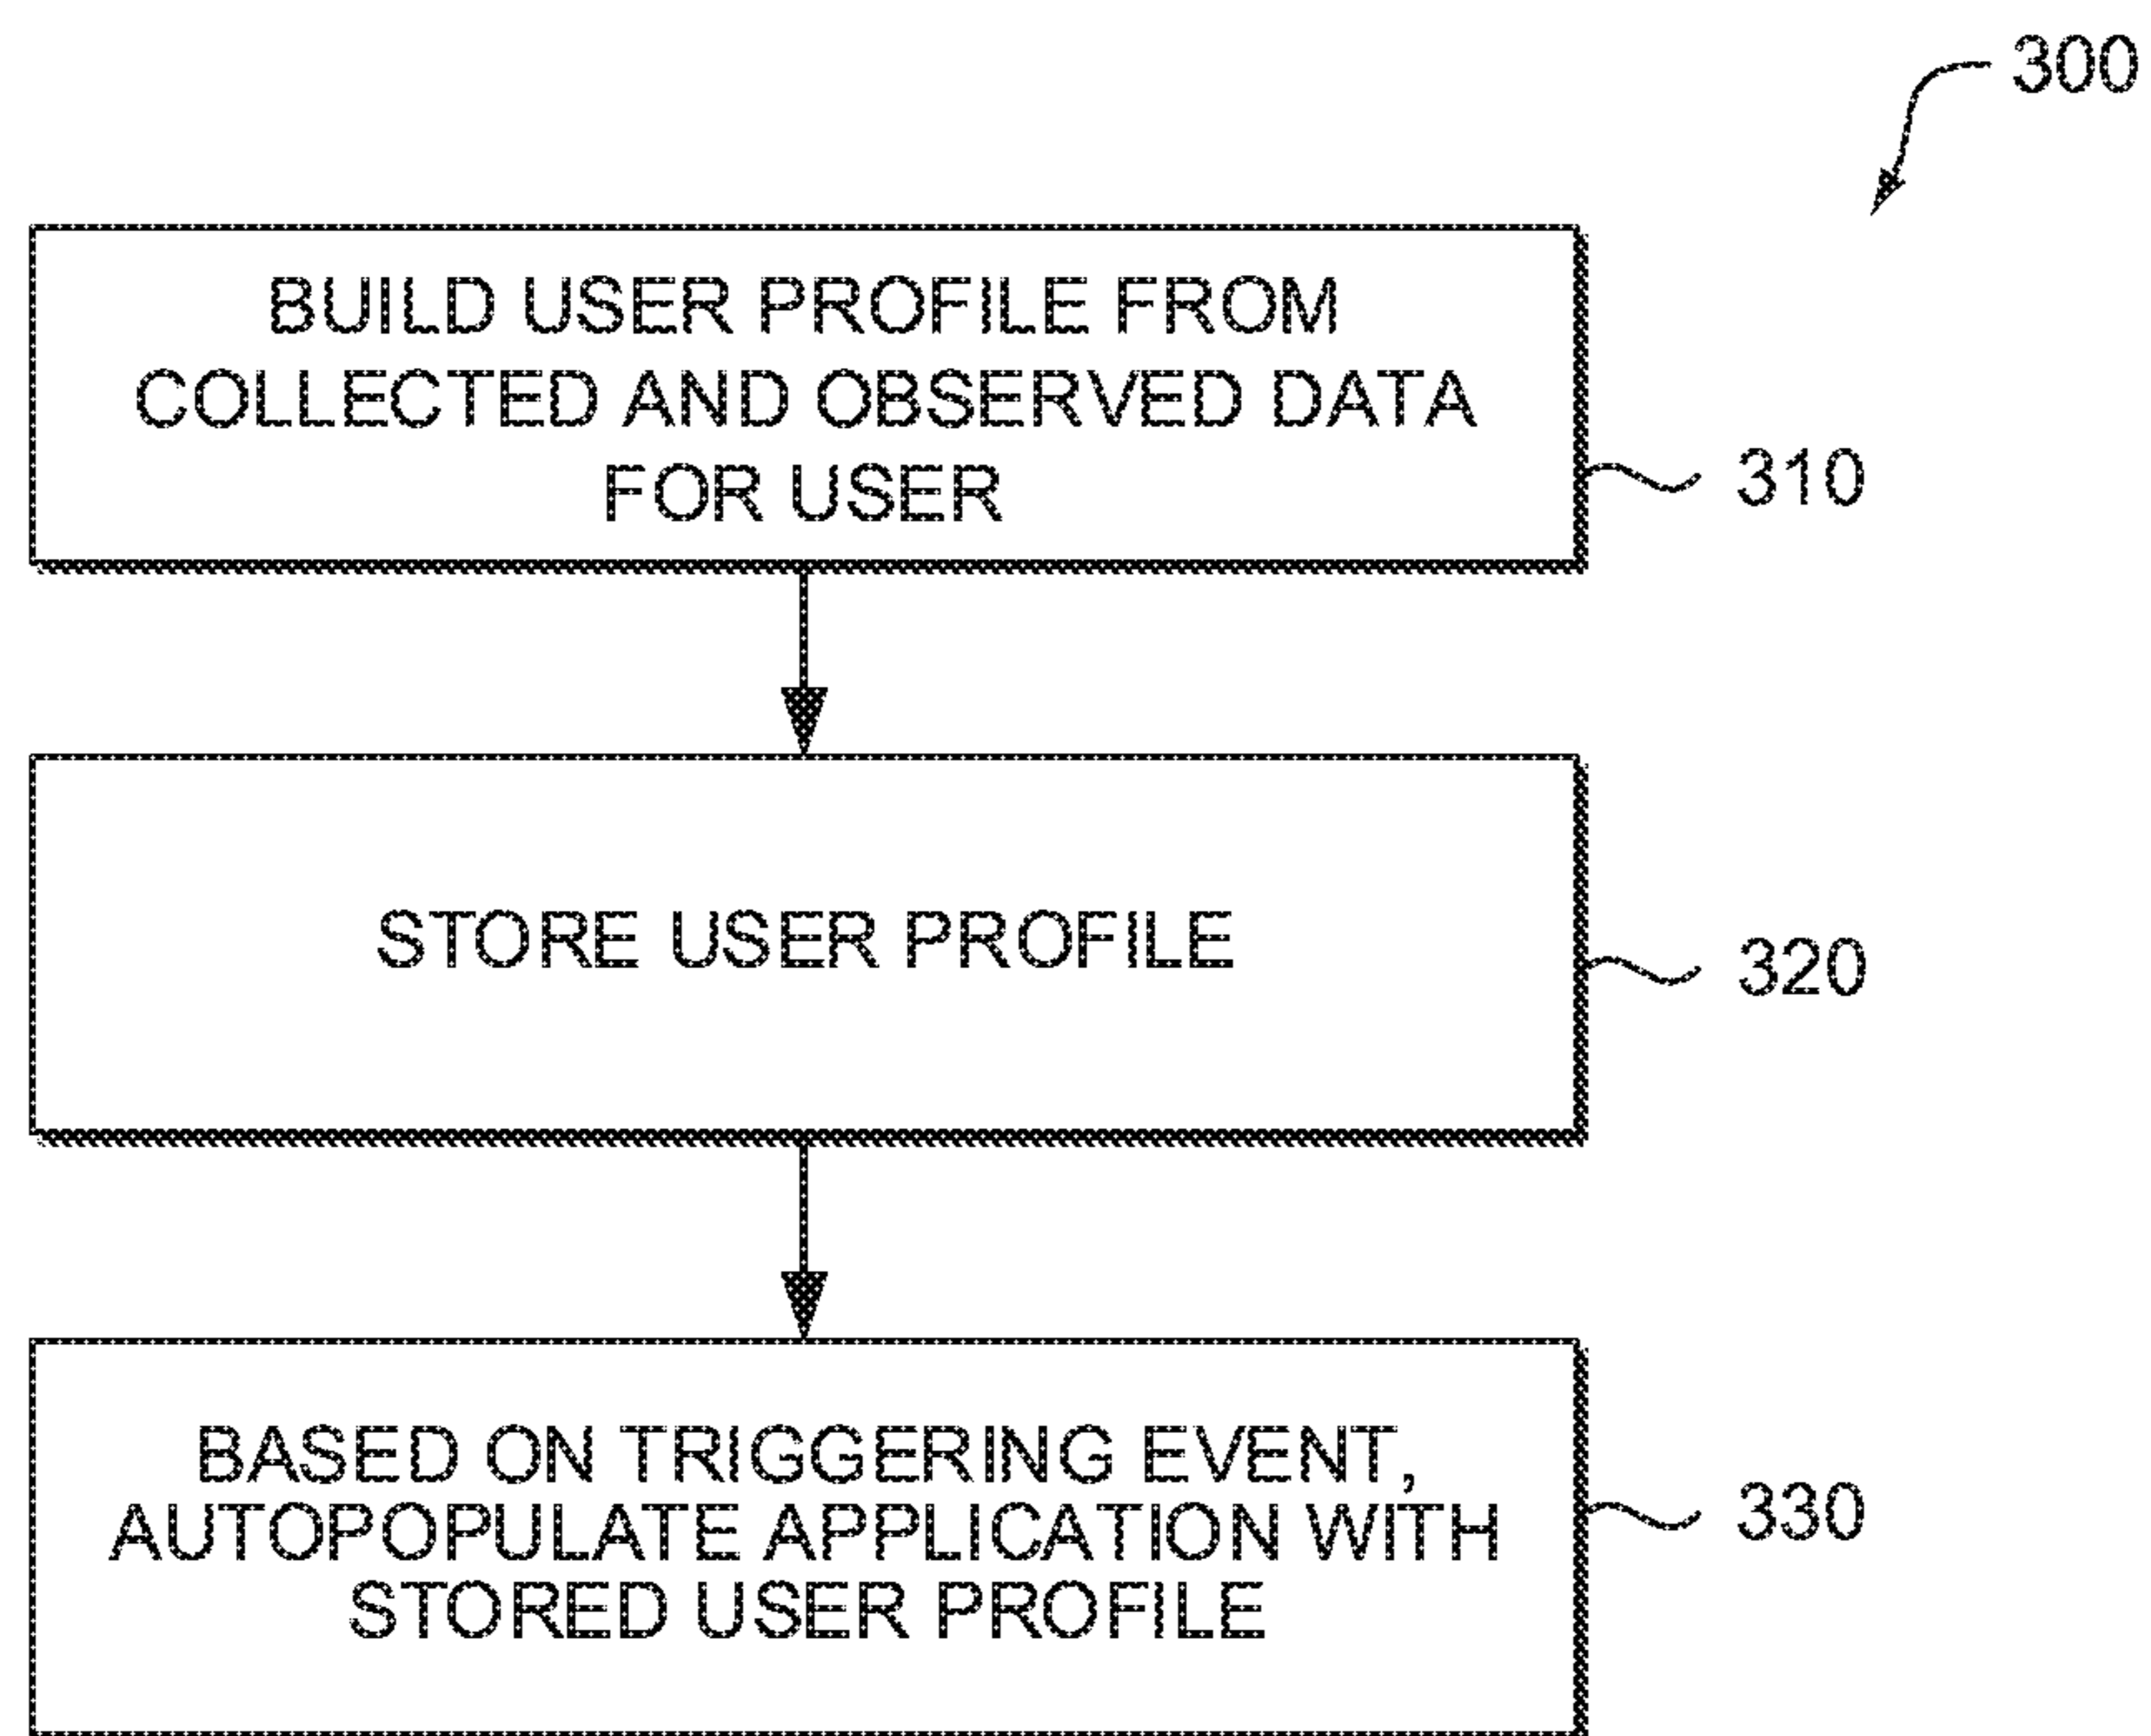 300
BUILD USER PROFILE FROM
COLLECTED AND OBSERVED DATA
FOR USER
310
STORE USER PROFILE
320
BASED ON TRIGGERING EVENT,
AUTOPOPULATE APPLICATION WITH
STORED USER PROFILE
330